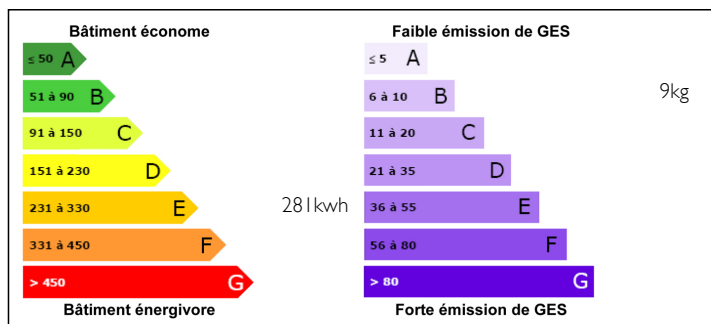 Bâtiment économe
≤ 50 A
51 à 90 B
91 à 150 C
151 à 230 D
231 à 330 E
281kwh
331 à 450 F
> 450 G
Bâtiment énergivore
Faible émission de GES
≤ 5 A
6 à 10 B
9kg
11 à 20 C
21 à 35 D
36 à 55 E
56 à 80 F
> 80 G
Forte émission de GES